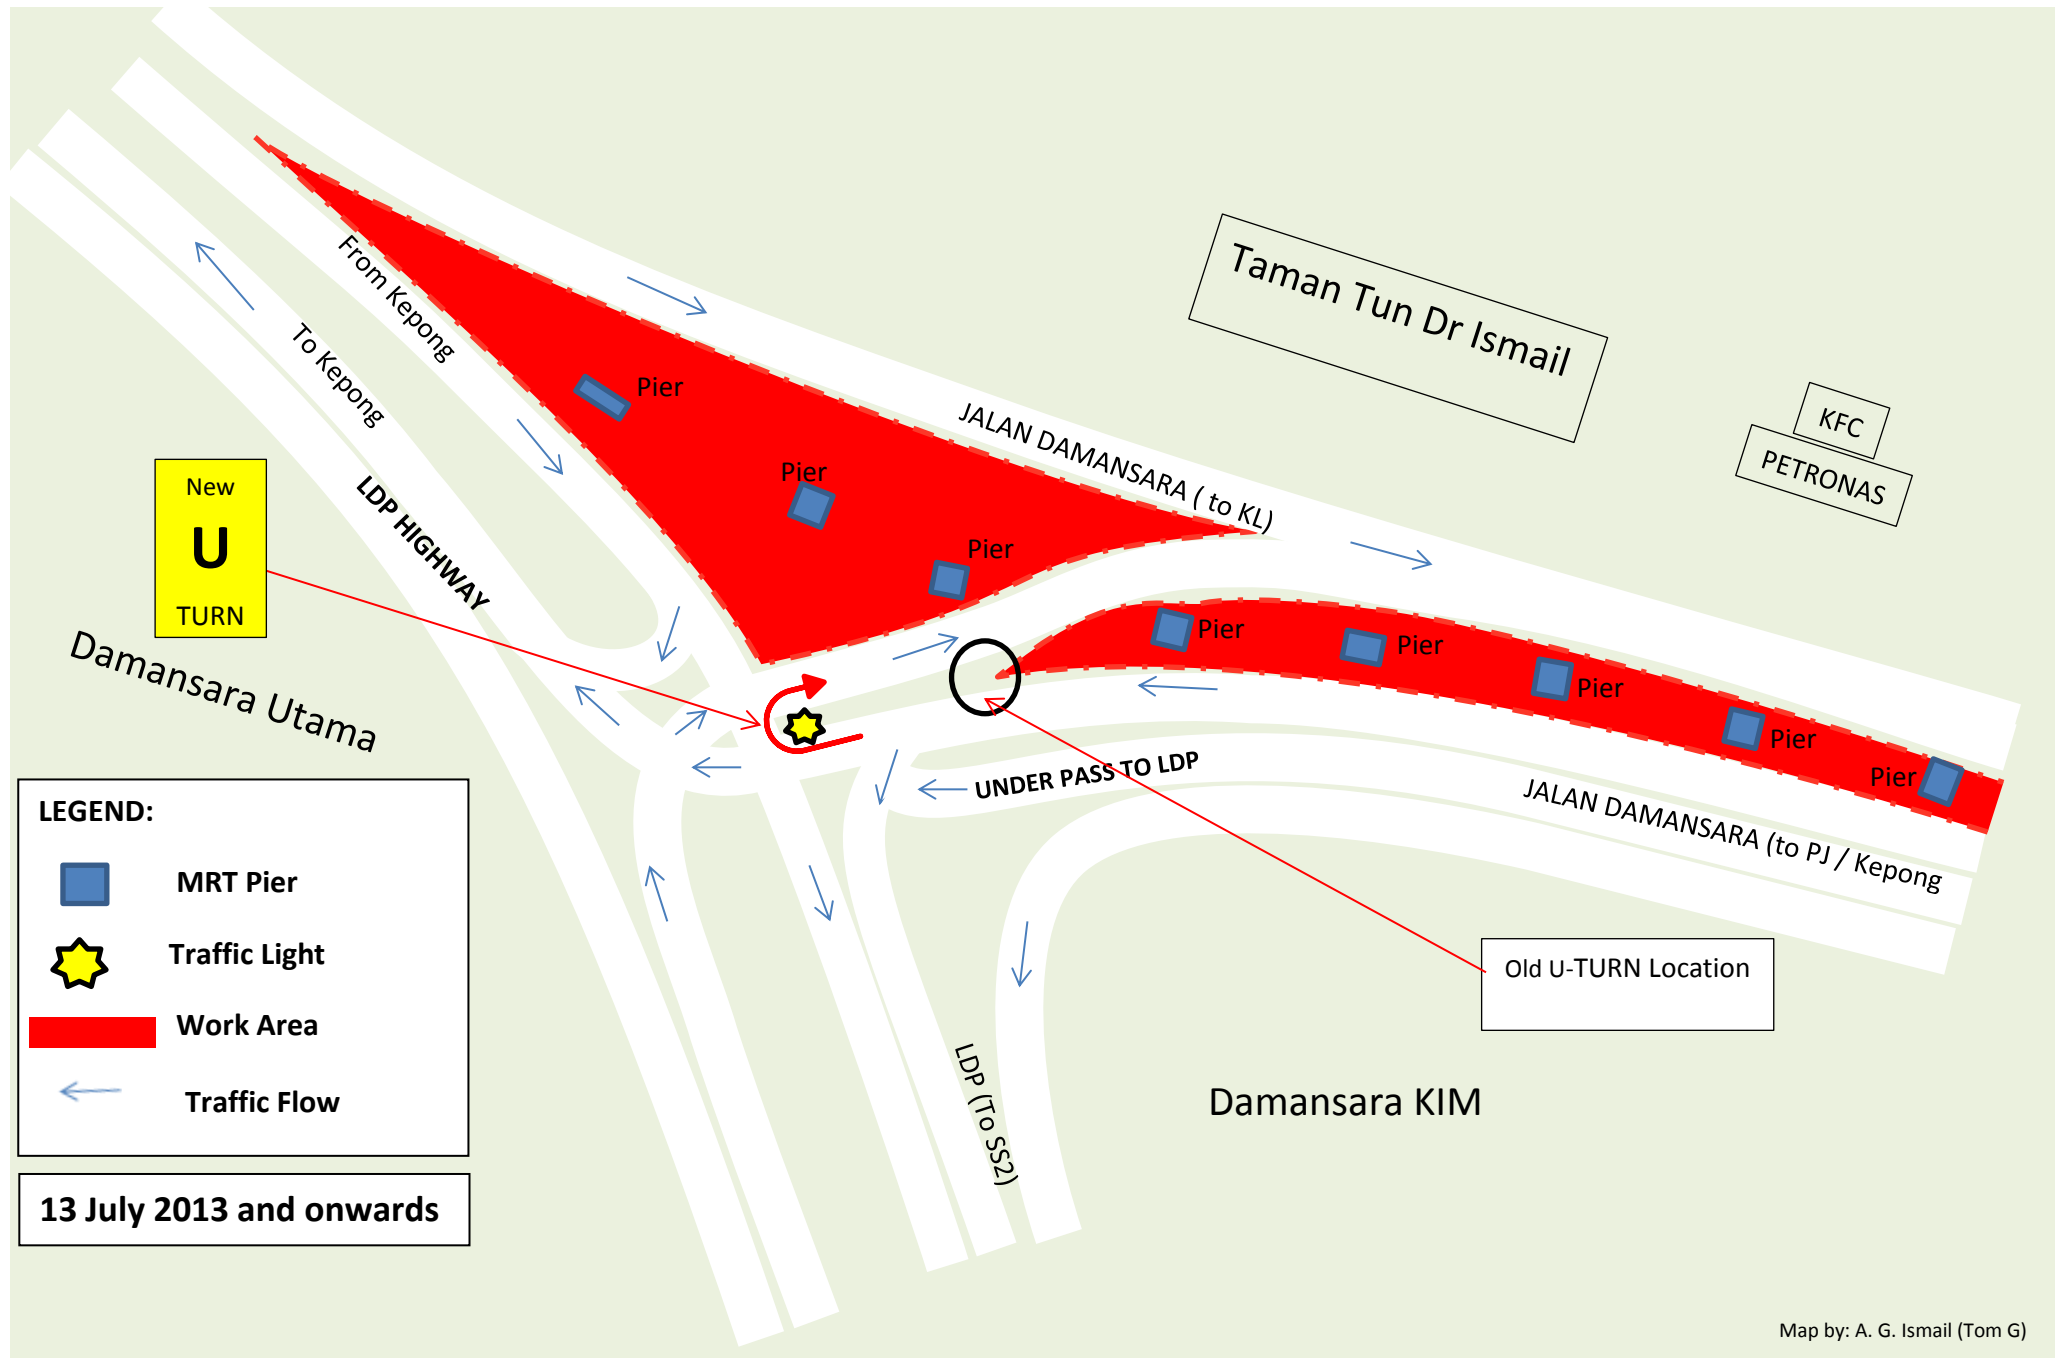 Taman Tun Dr Ismail
From Kepong
To Kepong
KFC
PETRONAS
Pier
JALAN DAMANSARA ( to KL)
Pier
New
U
TURN
LDP HIGHWAY
Pier
Pier
Pier
Pier
Pier
Pier
Damansara Utama
UNDER PASS TO LDP
JALAN DAMANSARA (to PJ / Kepong
LEGEND:
MRT Pier
Traffic Light
Work Area
Traffic Flow
Old U-TURN Location
LDP (To SS2)
Damansara KIM
13 July 2013 and onwards
Map by: A. G. Ismail (Tom G)